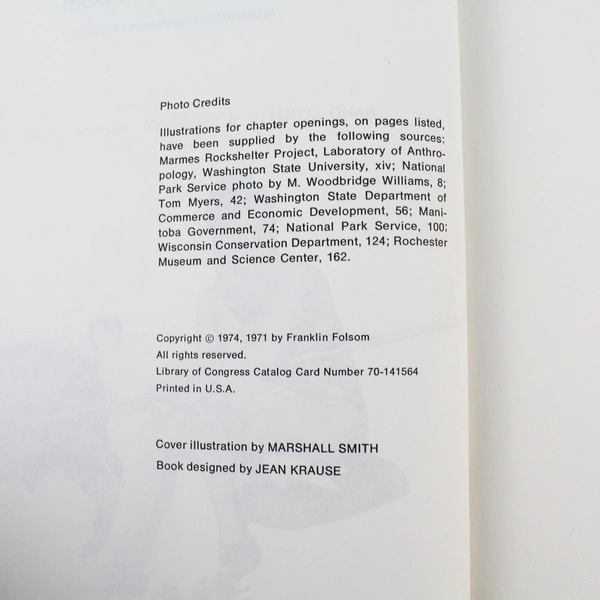 Photo Credits
Illustrations for chapter openings, on pages listed,
have been supplied by the following sources:
Marmes Rockshelter Project, Laboratory of Anthro-
pology, Washington State University, xiv; National
Park Service photo by M. Woodbridge Williams, 8;
Tom Myers, 42; Washington State Department of
Commerce and Economic Development, 56; Mani-
toba Government, 74; National Park Service, 100;
Wisconsin Conservation Department, 124; Rochester
Museum and Science Center, 162.
Copyright © 1974, 1971 by Franklin Folsom
All rights reserved.
Library of Congress Catalog Card Number 70-141564
Printed in U.S.A.
Cover illustration by MARSHALL SMITH
Book designed by JEAN KRAUSE